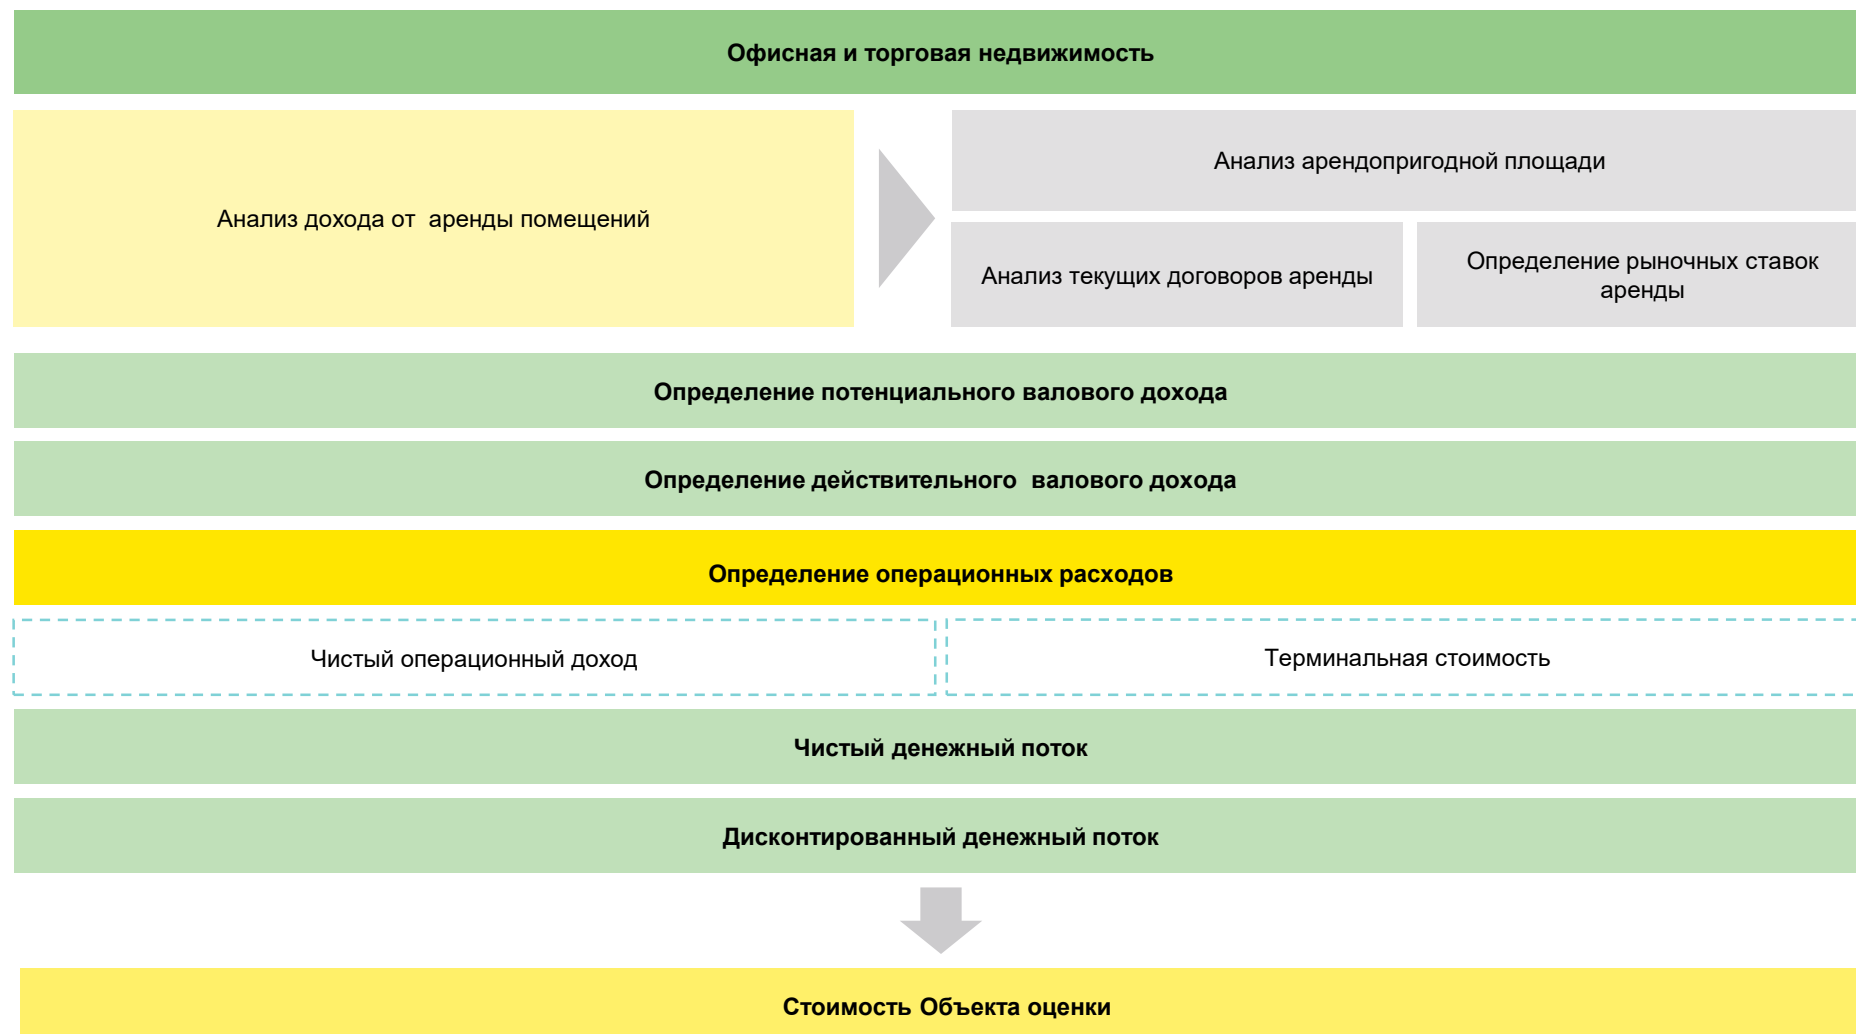 Офисная и торговая недвижимость
Анализ дохода от  аренды помещений
Анализ арендопригодной площади
Анализ текущих договоров аренды
Определение рыночных ставок
аренды
Определение потенциального валового дохода
Определение действительного  валового дохода
Определение операционных расходов
Чистый операционный доход
Терминальная стоимость
Чистый денежный поток
Дисконтированный денежный поток
Стоимость Объекта оценки